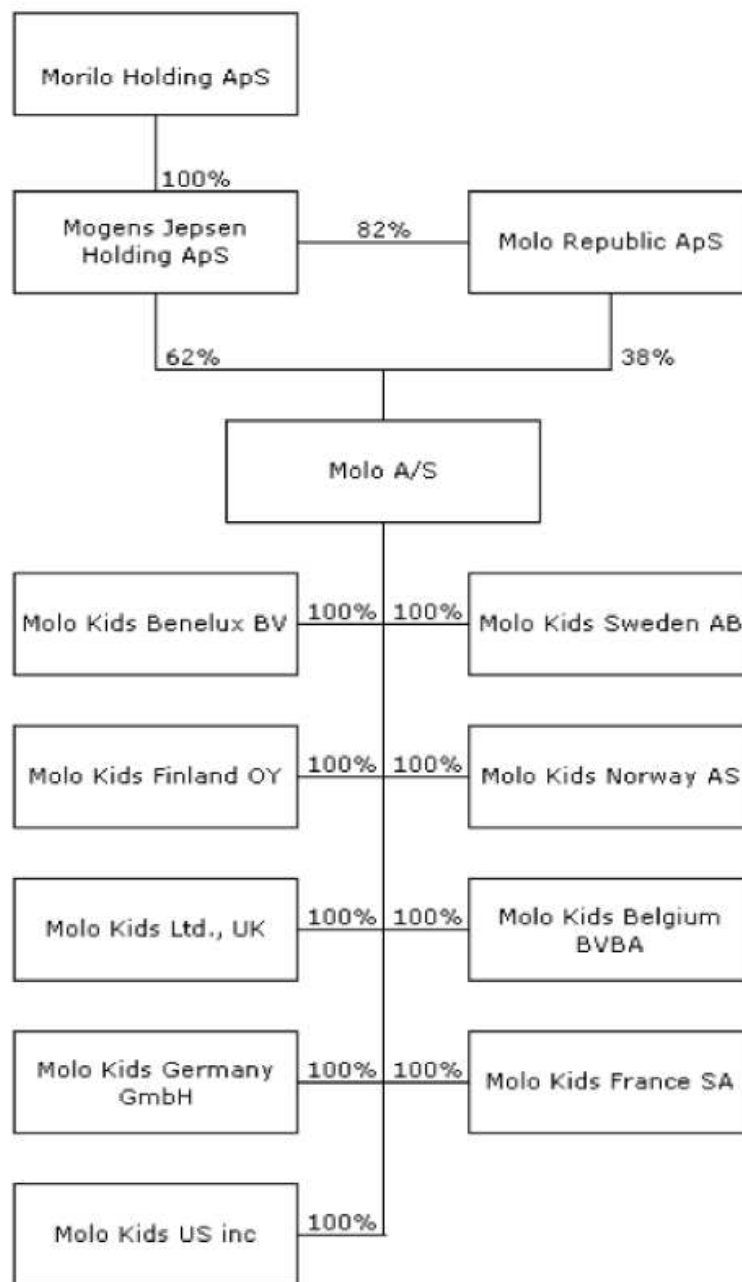 Morilo Holding ApS
100%
Mogens Jepsen
Holding ApS
82%
Molo Republic ApS
62%
38%
Molo A/S
Molo Kids Benelux BV
100%
100%
Molo Kids Sweden AB
Molo Kids Finland OY
100%
100%
Molo Kids Norway AS
Molo Kids Ltd., UK
100%
100%
Molo Kids Belgium
BVBA
Molo Kids Germany
GmbH
100%
100%
Molo Kids France SA
Molo Kids US inc
100%